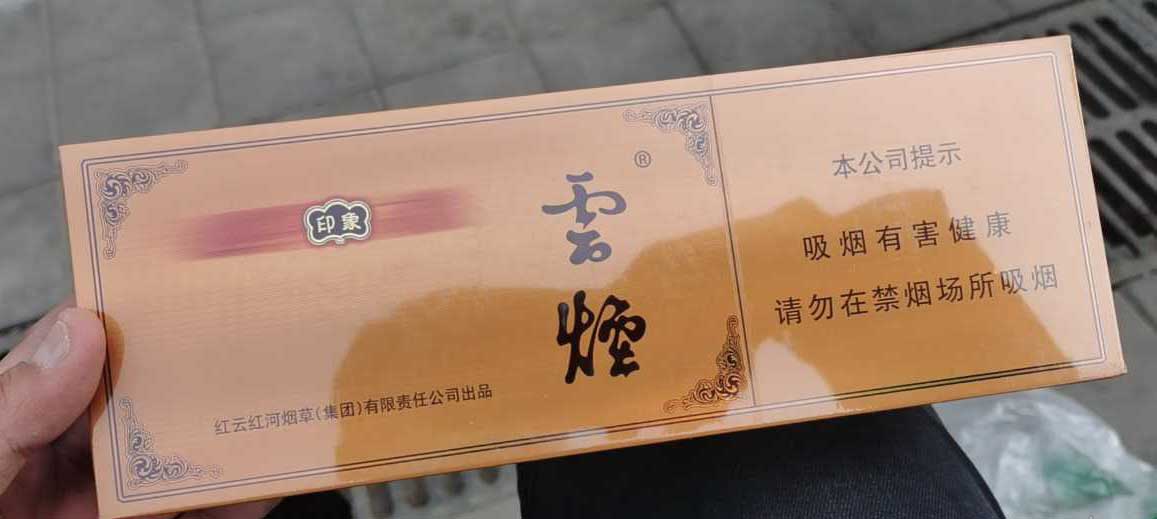 印象
雲煙®
红云红河烟草(集团)有限责任公司出品
本公司提示
吸烟有害健康
请勿在禁烟场所吸烟